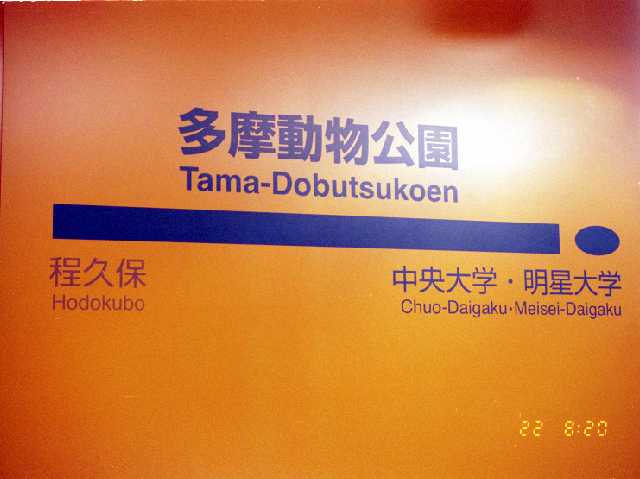 多摩動物公園
Tama-Dobutsukoen
程久保
Hodokubo
中央大学・明星大学
Chuo-Daigaku·Meisei-Daigaku
22 8:20